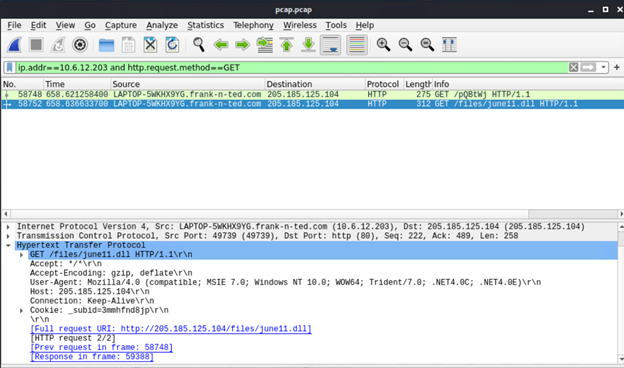 pcap.pcap
File Edit View Go Capture Analyze Statistics Telephony Wireless Tools Help
ip.addr==10.6.12.203 and http.request.method==GET
No. Time Source Destination Protocol Length Info
58748 658.621258400 LAPTOP-5WKHX9YG.frank-n-ted.com 205.185.125.104 HTTP 275 GET /pQBtWj HTTP/1.1
58752 658.636633700 LAPTOP-5WKHX9YG.frank-n-ted.com 205.185.125.104 HTTP 312 GET /files/june11.dll HTTP/1.1
Internet Protocol Version 4, Src: LAPTOP-5WKHX9YG.frank-n-ted.com (10.6.12.203), Dst: 205.185.125.104 (205.185.125.104)
Transmission Control Protocol, Src Port: 49739 (49739), Dst Port: http (80), Seq: 222, Ack: 489, Len: 258
Hypertext Transfer Protocol
GET /files/june11.dll HTTP/1.1\r\n
Accept: */*\r\n
Accept-Encoding: gzip, deflate\r\n
User-Agent: Mozilla/4.0 (compatible; MSIE 7.0; Windows NT 10.0; WOW64; Trident/7.0; .NET4.0C; .NET4.0E)\r\n
Host: 205.185.125.104\r\n
Connection: Keep-Alive\r\n
Cookie: _subid=3mmhfnd8jp\r\n
\r\n
[Full request URI: http://205.185.125.104/files/june11.dll]
[HTTP request 2/2]
[Prev request in frame: 58748]
[Response in frame: 59388]